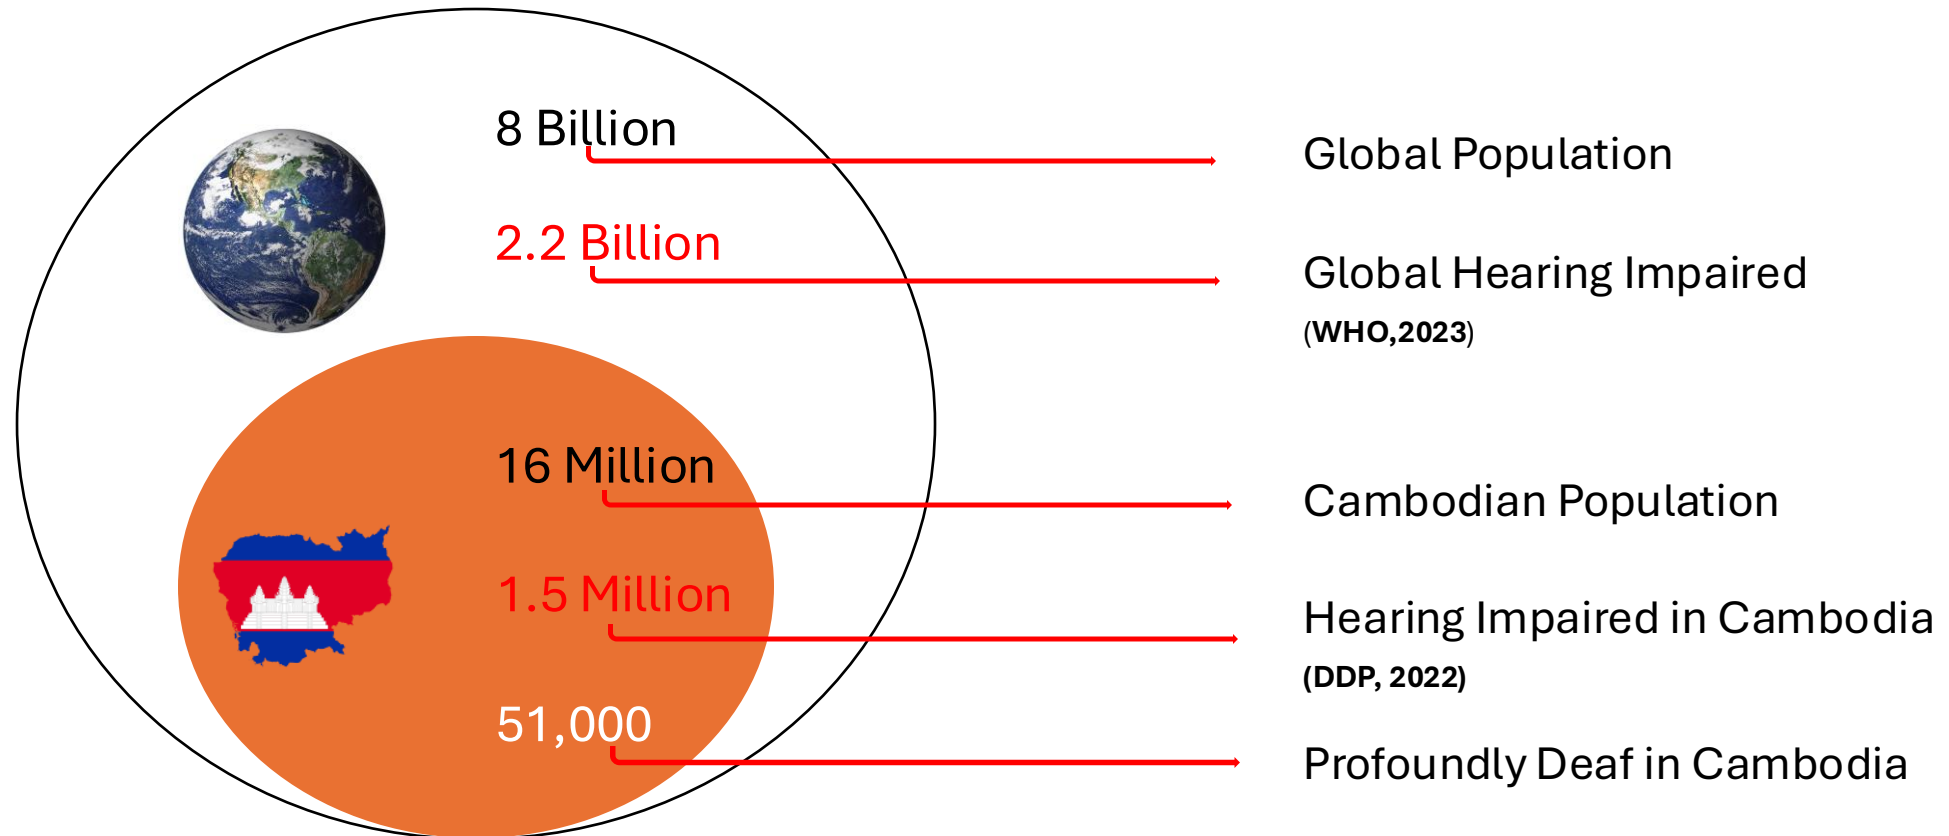 8 Billion
Global Population
2.2 Billion
Global Hearing Impaired
(WHO,2023)
16 Million
Cambodian Population
1.5 Million
Hearing Impaired in Cambodia
(DDP, 2022)
51,000
Profoundly Deaf in Cambodia